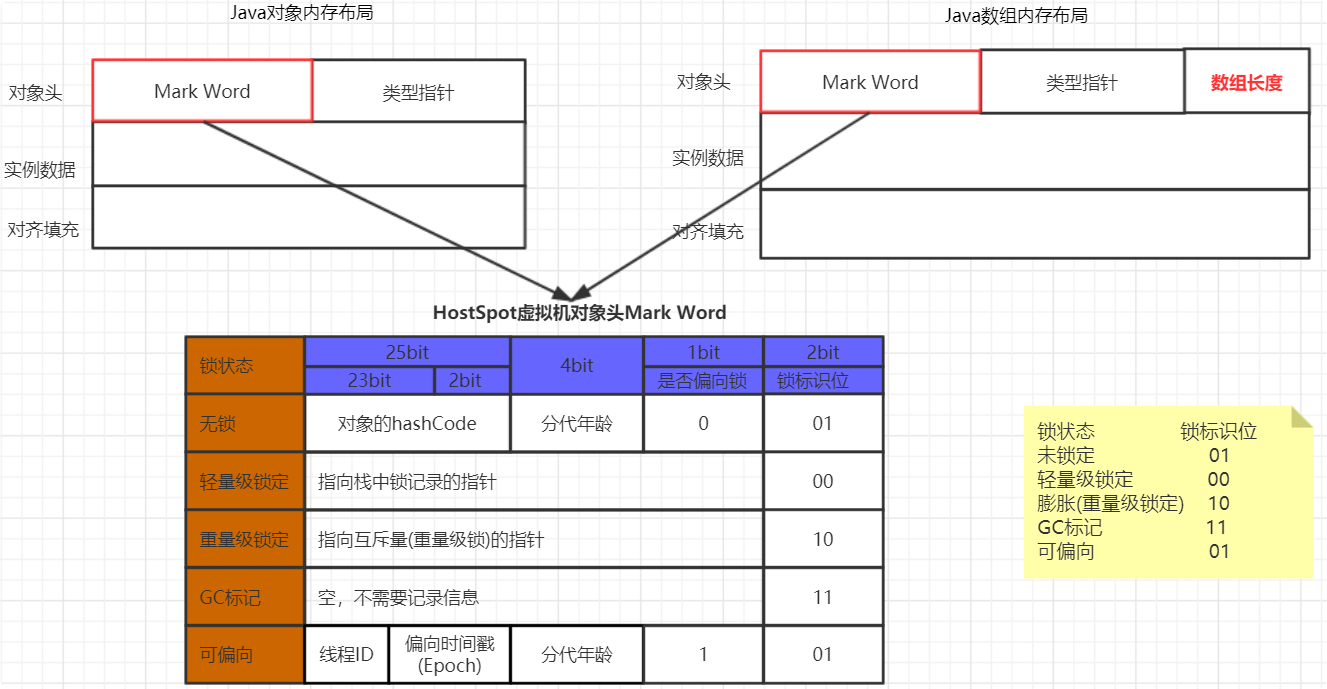 Java对象内存布局
Java数组内存布局
对象头
Mark Word
类型指针
实例数据
对齐填充
对象头
Mark Word
类型指针
数组长度
实例数据
对齐填充
HostSpot虚拟机对象头Mark Word
锁状态
25bit
4bit
1bit
2bit
23bit
2bit
是否偏向锁
锁标识位
无锁
对象的hashCode
分代年龄
0
01
轻量级锁定
指向栈中锁记录的指针
00
重量级锁定
指向互斥量(重量级锁)的指针
10
GC标记
空，不需要记录信息
11
可偏向
线程ID
偏向时间戳
(Epoch)
分代年龄
1
01
锁状态 锁标识位
未锁定 01
轻量级锁定 00
膨胀(重量级锁定) 10
GC标记 11
可偏向 01